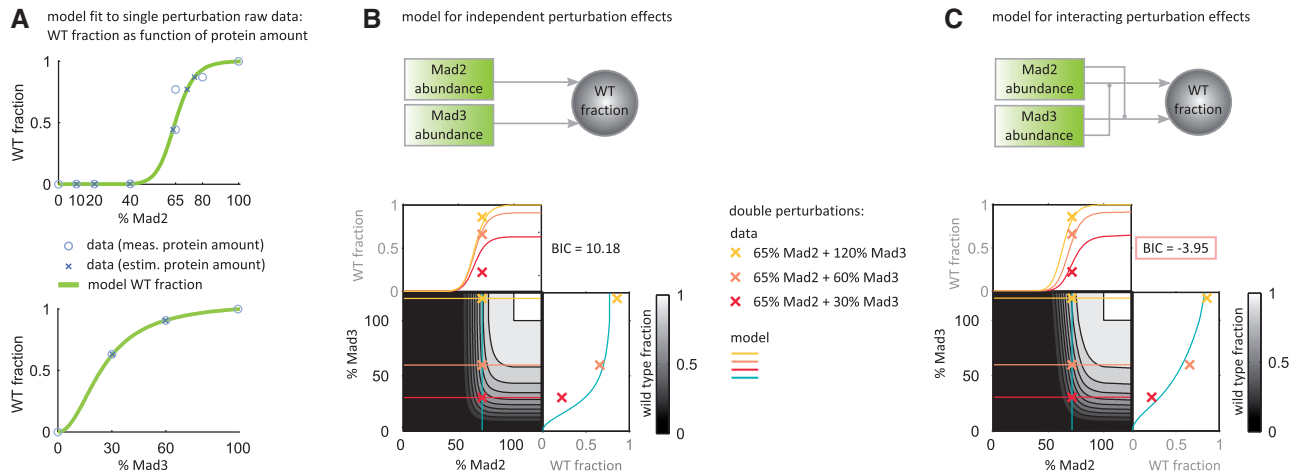 A
model fit to single perturbation raw data:
WT fraction as function of protein amount
WT fraction
1
0.5
0
0 10 20 40 65 80 100
% Mad2
data (meas. protein amount)
data (estim. protein amount)
model WT fraction
WT fraction
1
0.5
0
0 30 60 100
% Mad3
B
model for independent perturbation effects
Mad2
abundance
Mad3
abundance
WT
fraction
WT fraction
1
0.5
0
BIC = 10.18
% Mad3
100
50
0
0 50 100
% Mad2
0 1
WT fraction
wild type fraction
1
0.5
0
double perturbations:
data
65% Mad2 + 120% Mad3
65% Mad2 + 60% Mad3
65% Mad2 + 30% Mad3
model
C
model for interacting perturbation effects
Mad2
abundance
Mad3
abundance
WT
fraction
WT fraction
1
0.5
0
BIC = -3.95
% Mad3
100
50
0
0 50 100
% Mad2
0 1
WT fraction
wild type fraction
1
0.5
0